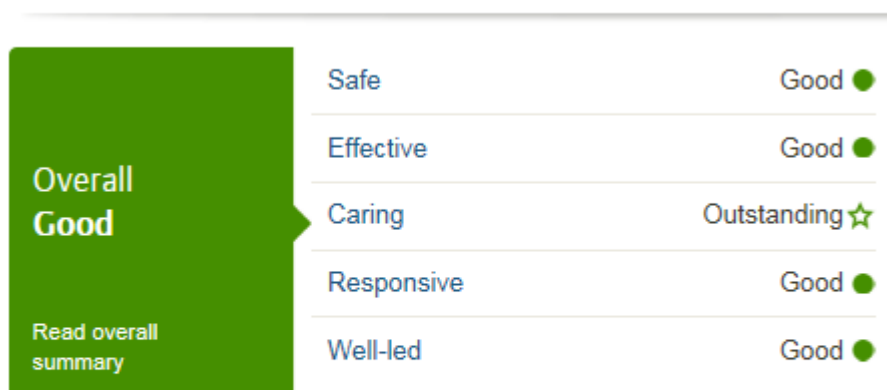 Overall
Good
Read overall
summary
Safe Good
Effective Good
Caring Outstanding
Responsive Good
Well-led Good